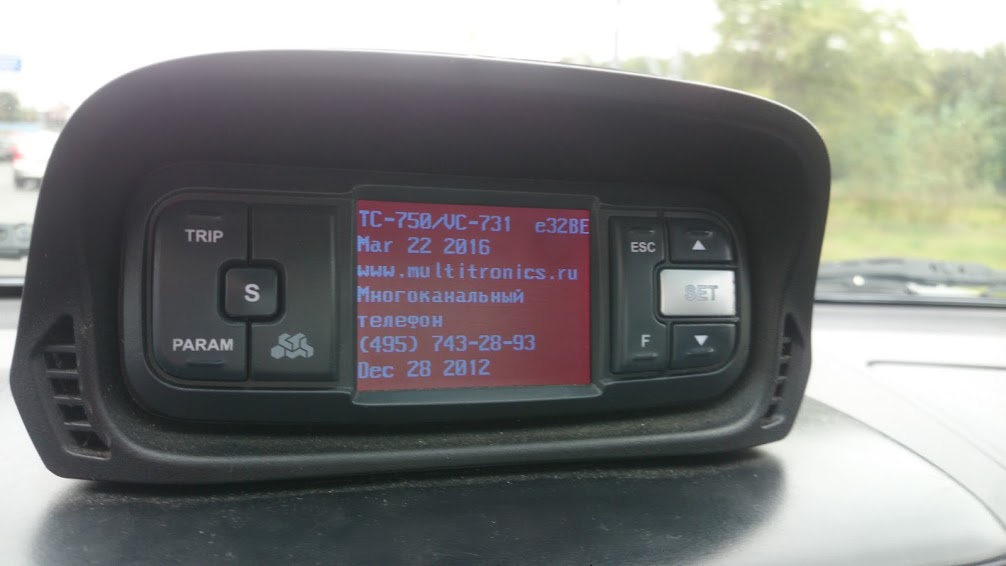 TC-750/VC-731 e32BE
Mar 22 2016
www.multitronics.ru
Многоканальный
телефон
(495) 743-28-93
Dec 28 2012
TRIP
S
PARAM
ESC
SET
F